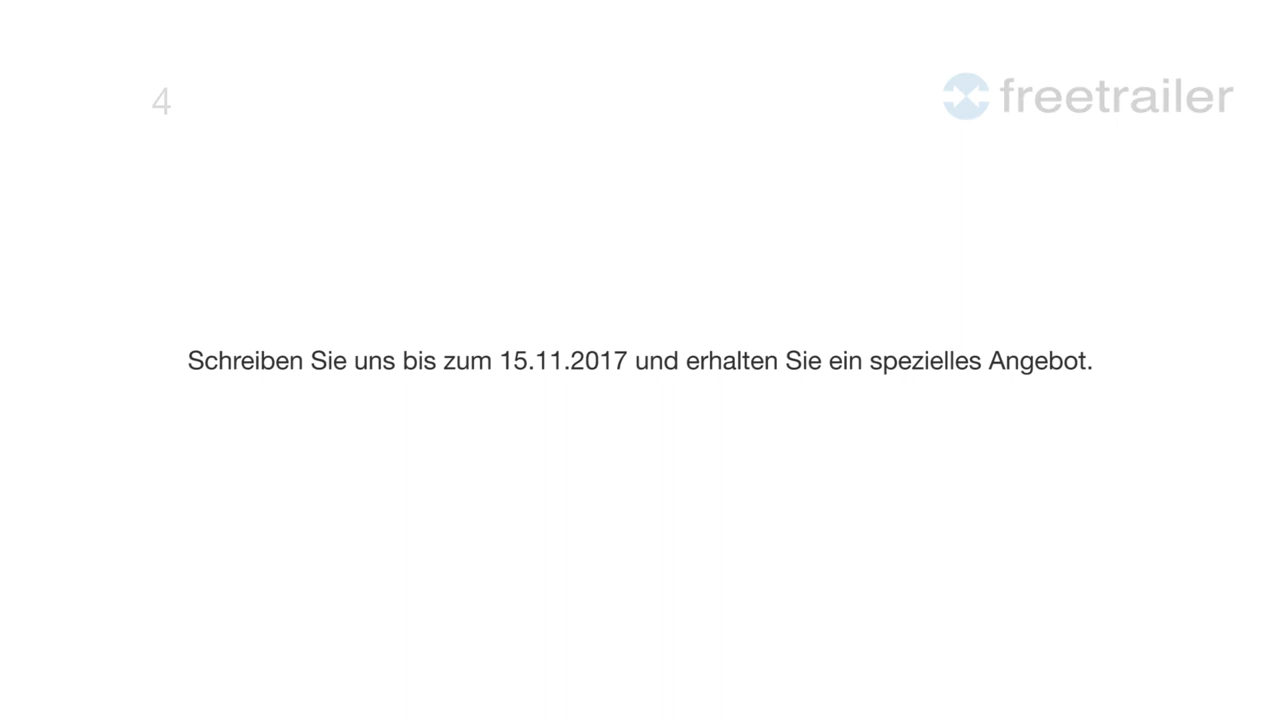 4
freetrailer
Schreiben Sie uns bis zum 15.11.2017 und erhalten Sie ein spezielles Angebot.